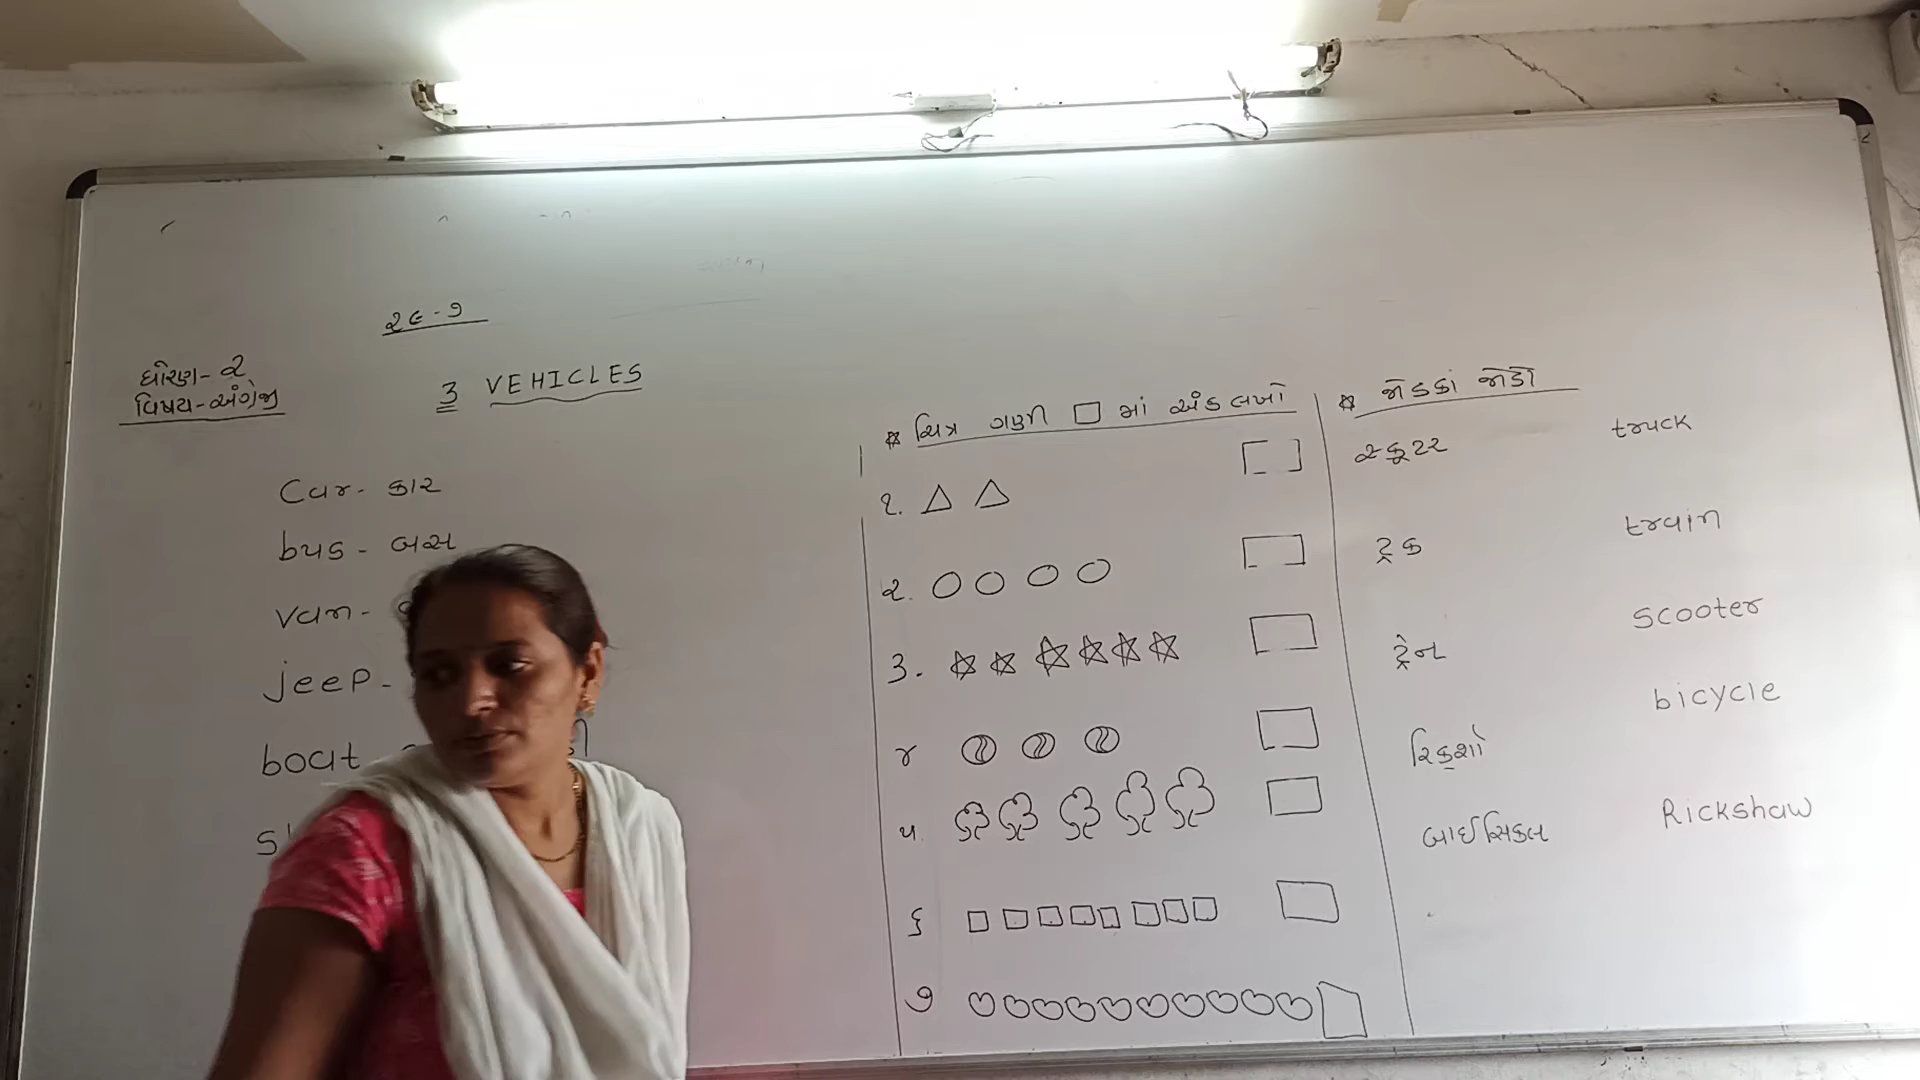 ૨૯-૭
ધોરણ-૨
વિષય-અંગ્રેજી
3 VEHICLES
Car- કાર
bus- બસ
van-
jeep-
boat
★ ચિત્ર ગણી □ માં અંક લખો
૧.
૨.
૩.
૪
૫.
૬
૭
★ જોડકાં જોડો
સ્કૂટર truck
ટ્રક train
ટ્રેન scooter
રિક્શો bicycle
બાઈસિકલ Rickshaw